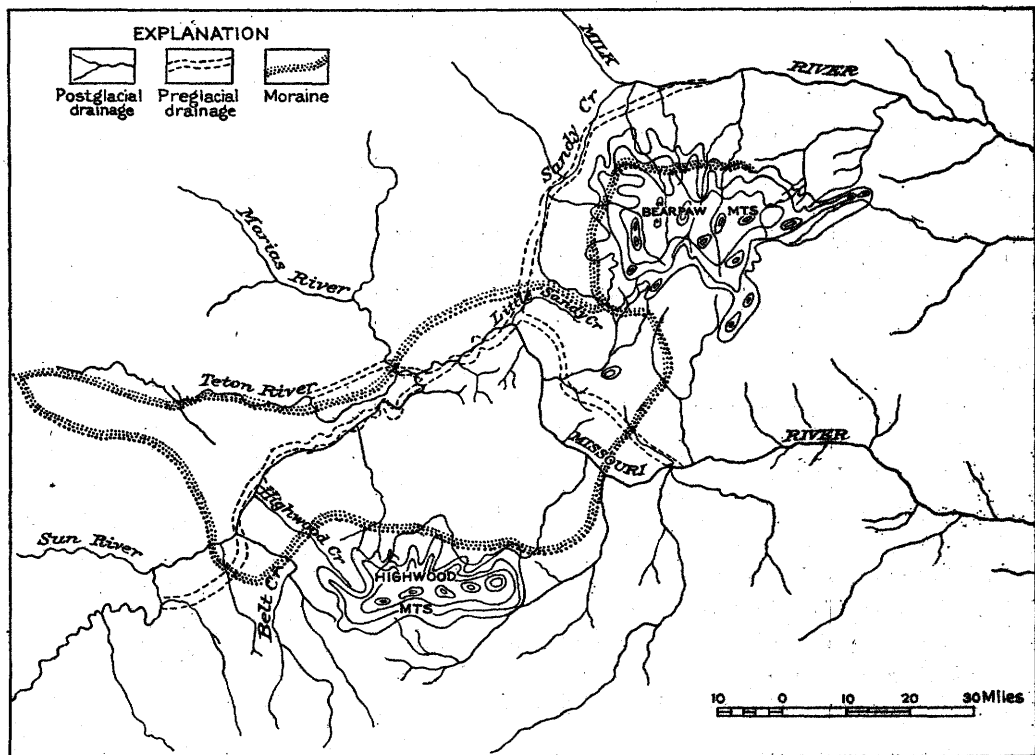 EXPLANATION
Postglacial
drainage
Preglacial
drainage
Moraine
MILK
RIVER
Sandy Cr
BEARPAW MTS
Marias River
Little Sandy Cr
Teton River
MISSOURI
RIVER
Highwood Cr
Sun River
Belt Cr
HIGHWOOD
MTS
10 0 10 20 30 Miles